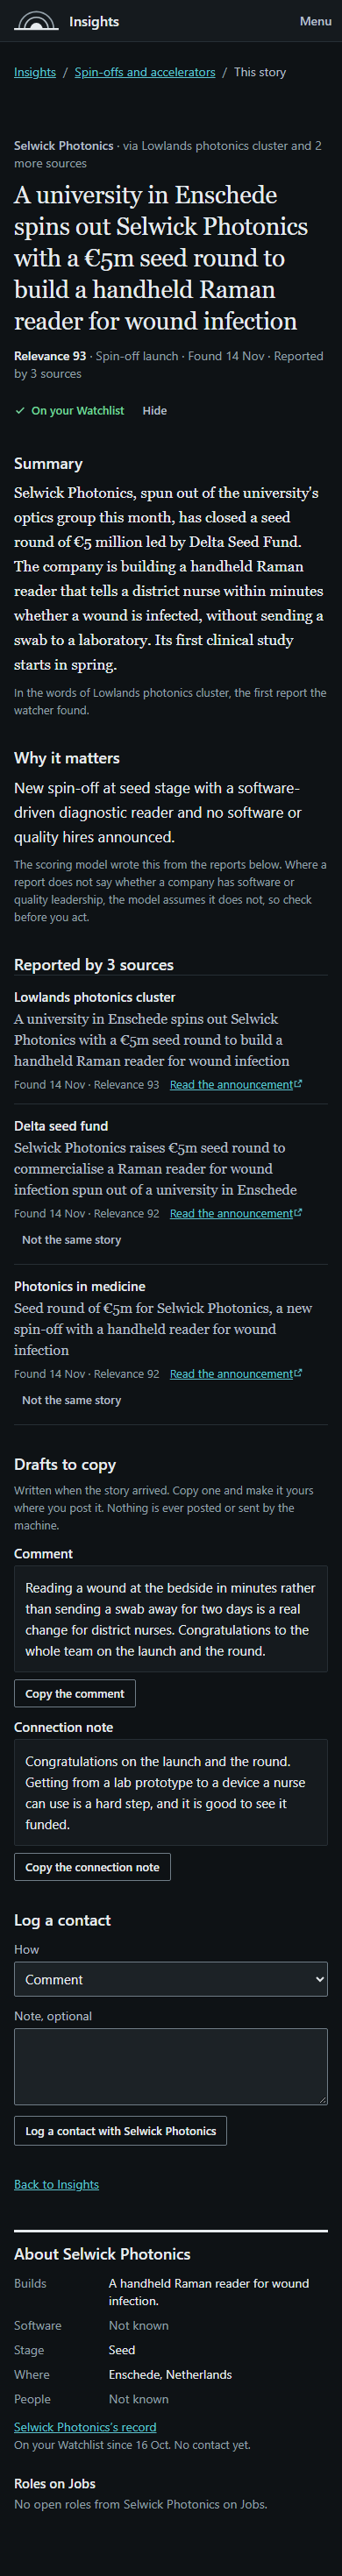 Insights
Menu
Insights / Spin-offs and accelerators / This story
Selwick Photonics · via Lowlands photonics cluster and 2
more sources
A university in Enschede
spins out Selwick Photonics
with a €5m seed round to
build a handheld Raman
reader for wound infection
Relevance 93 · Spin-off launch · Found 14 Nov · Reported
by 3 sources
✓ On your Watchlist Hide
Summary
Selwick Photonics, spun out of the university's
optics group this month, has closed a seed
round of €5 million led by Delta Seed Fund.
The company is building a handheld Raman
reader that tells a district nurse within minutes
whether a wound is infected, without sending a
swab to a laboratory. Its first clinical study
starts in spring.
In the words of Lowlands photonics cluster, the first report the
watcher found.
Why it matters
New spin-off at seed stage with a software-
driven diagnostic reader and no software or
quality hires announced.
The scoring model wrote this from the reports below. Where a
report does not say whether a company has software or
quality leadership, the model assumes it does not, so check
before you act.
Reported by 3 sources
Lowlands photonics cluster
A university in Enschede spins out Selwick
Photonics with a €5m seed round to build a
handheld Raman reader for wound infection
Found 14 Nov · Relevance 93 Read the announcement
Delta seed fund
Selwick Photonics raises €5m seed round to
commercialise a Raman reader for wound
infection spun out of a university in Enschede
Found 14 Nov · Relevance 92 Read the announcement
Not the same story
Photonics in medicine
Seed round of €5m for Selwick Photonics, a new
spin-off with a handheld reader for wound
infection
Found 14 Nov · Relevance 92 Read the announcement
Not the same story
Drafts to copy
Written when the story arrived. Copy one and make it yours
where you post it. Nothing is ever posted or sent by the
machine.
Comment
Reading a wound at the bedside in minutes rather
than sending a swab away for two days is a real
change for district nurses. Congratulations to the
whole team on the launch and the round.
Copy the comment
Connection note
Congratulations on the launch and the round.
Getting from a lab prototype to a device a nurse
can use is a hard step, and it is good to see it
funded.
Copy the connection note
Log a contact
How
Comment
Note, optional
Log a contact with Selwick Photonics
Back to Insights
About Selwick Photonics
Builds A handheld Raman reader for wound
infection.
Software Not known
Stage Seed
Where Enschede, Netherlands
People Not known
Selwick Photonics's record
On your Watchlist since 16 Oct. No contact yet.
Roles on Jobs
No open roles from Selwick Photonics on Jobs.